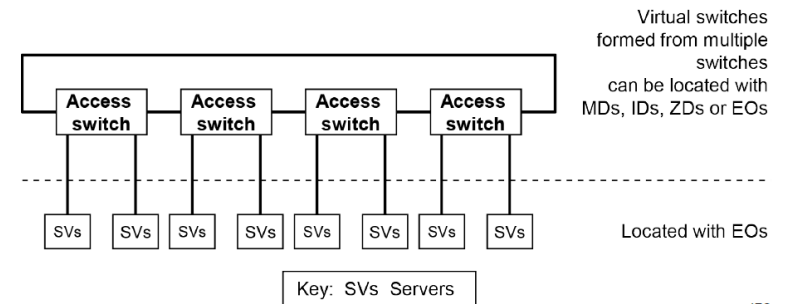 Virtual switches
formed from multiple
switches
can be located with
MDs, IDs, ZDs or EOs
Access switch
Access switch
Access switch
Access switch
SVs SVs SVs SVs SVs SVs SVs SVs
Located with EOs
Key: SVs Servers